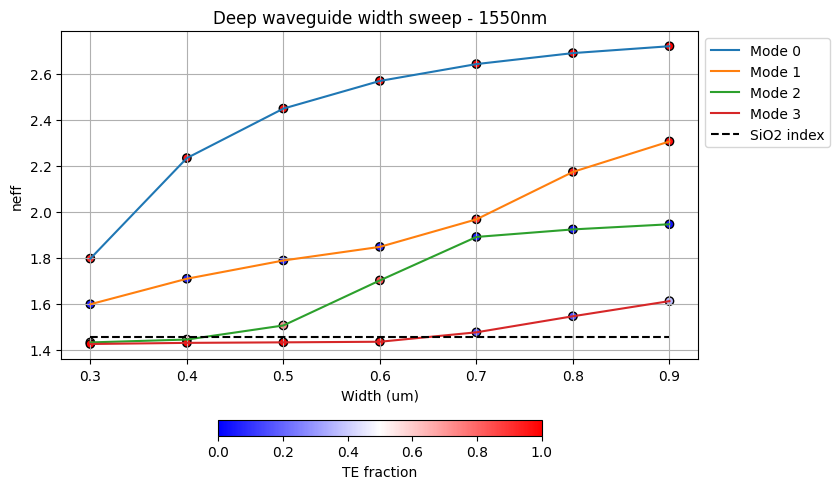 Deep waveguide width sweep - 1550nm
neff
2.6
2.4
2.2
2.0
1.8
1.6
1.4
0.3 0.4 0.5 0.6 0.7 0.8 0.9
Width (um)
Mode 0
Mode 1
Mode 2
Mode 3
SiO2 index
0.0 0.2 0.4 0.6 0.8 1.0
TE fraction